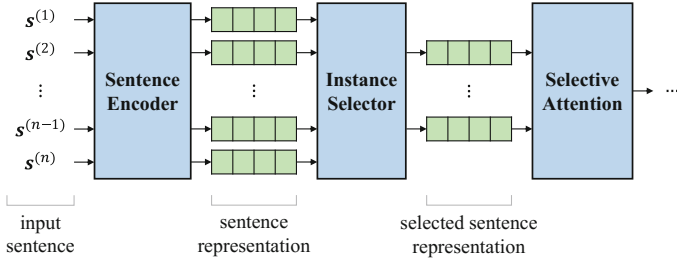 s^(1)
s^(2)
⋮
s^(n−1)
s^(n)
Sentence
Encoder
⋮
Instance
Selector
⋮
Selective
Attention
...
input
sentence
sentence
representation
selected sentence
representation